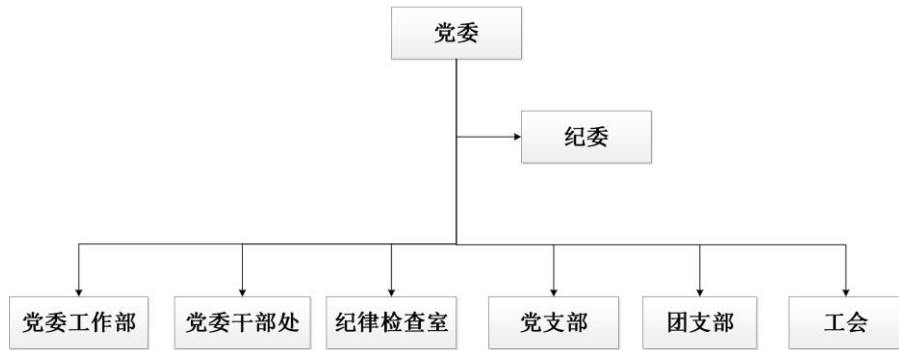 党委
纪委
党委工作部
党委干部处
纪律检查室
党支部
团支部
工会